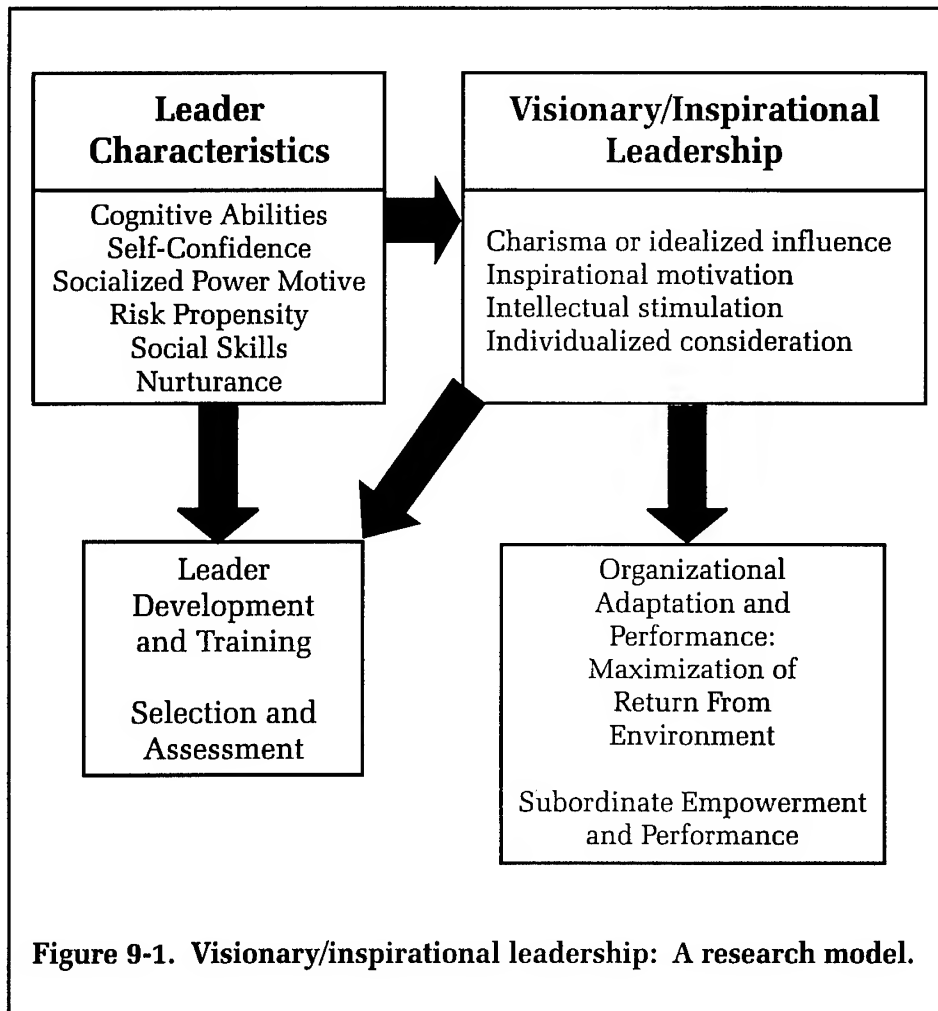 Leader
Characteristics
Cognitive Abilities
Self-Confidence
Socialized Power Motive
Risk Propensity
Social Skills
Nurturance
Visionary/Inspirational
Leadership
Charisma or idealized influence
Inspirational motivation
Intellectual stimulation
Individualized consideration
Leader
Development
and Training
Selection and
Assessment
Organizational
Adaptation and
Performance:
Maximization of
Return From
Environment
Subordinate Empowerment
and Performance
Figure 9-1. Visionary/inspirational leadership: A research model.